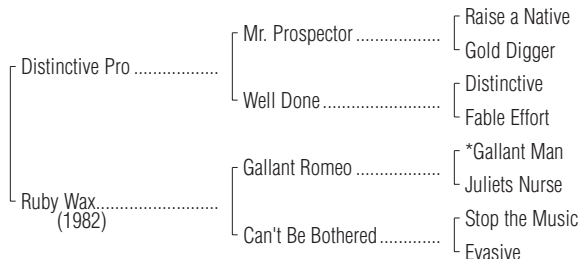 Raise a Native
Mr. Prospector ..................
Gold Digger
Distinctive Pro ..................
Distinctive
Well Done.........................
Fable Effort
*Gallant Man
Gallant Romeo ..................
Juliets Nurse
Ruby Wax..........................
(1982)
Stop the Music
Can't Be Bothered.............
Evasive